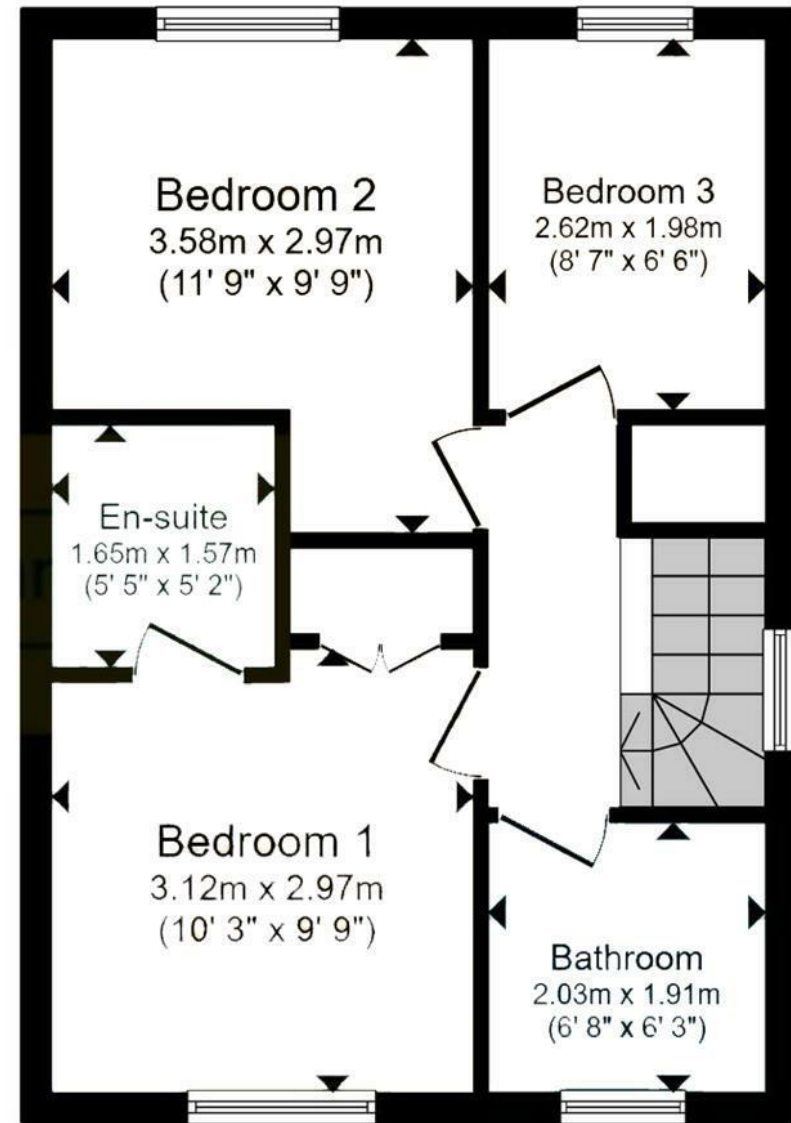 Bedroom 2
3.58m x 2.97m
(11' 9" x 9' 9")
Bedroom 3
2.62m x 1.98m
(8' 7" x 6' 6")
En-suite
1.65m x 1.57m
(5' 5" x 5' 2")
Bedroom 1
3.12m x 2.97m
(10' 3" x 9' 9")
Bathroom
2.03m x 1.91m
(6' 8" x 6' 3")